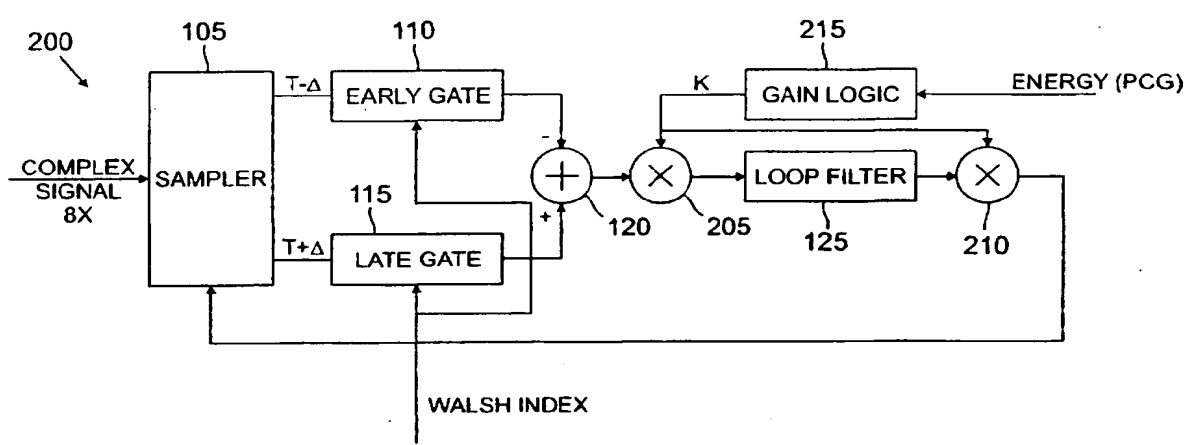 200
105
110
215
T-Δ
EARLY GATE
K
GAIN LOGIC
ENERGY (PCG)
COMPLEX
SIGNAL
8X
SAMPLER
-
+
+
×
LOOP FILTER
×
120
205
125
210
115
T+Δ
LATE GATE
WALSH INDEX